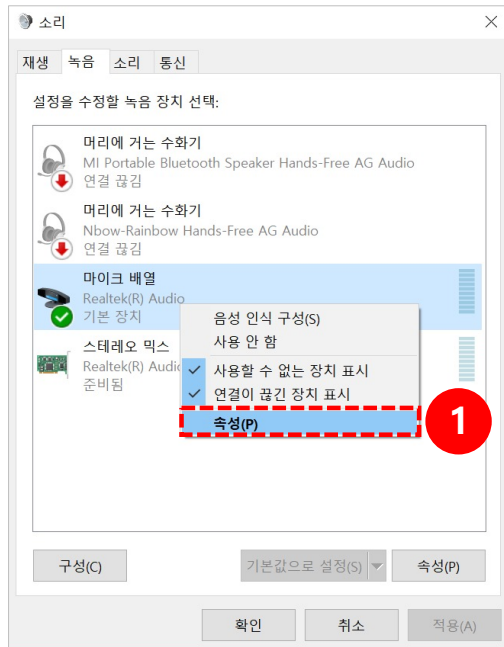 소리
재생 녹음 소리 통신
설정을 수정할 녹음 장치 선택:
머리에 거는 수화기
MI Portable Bluetooth Speaker Hands-Free AG Audio
연결 끊김
머리에 거는 수화기
Nbow-Rainbow Hands-Free AG Audio
연결 끊김
마이크 배열
Realtek(R) Audio
기본 장치
스테레오 믹스
Realtek(R) Audio
준비됨
음성 인식 구성(S)
사용 안 함
사용할 수 없는 장치 표시
연결이 끊긴 장치 표시
속성(P)
1
구성(C) 기본값으로 설정(S) 속성(P)
확인 취소 적용(A)